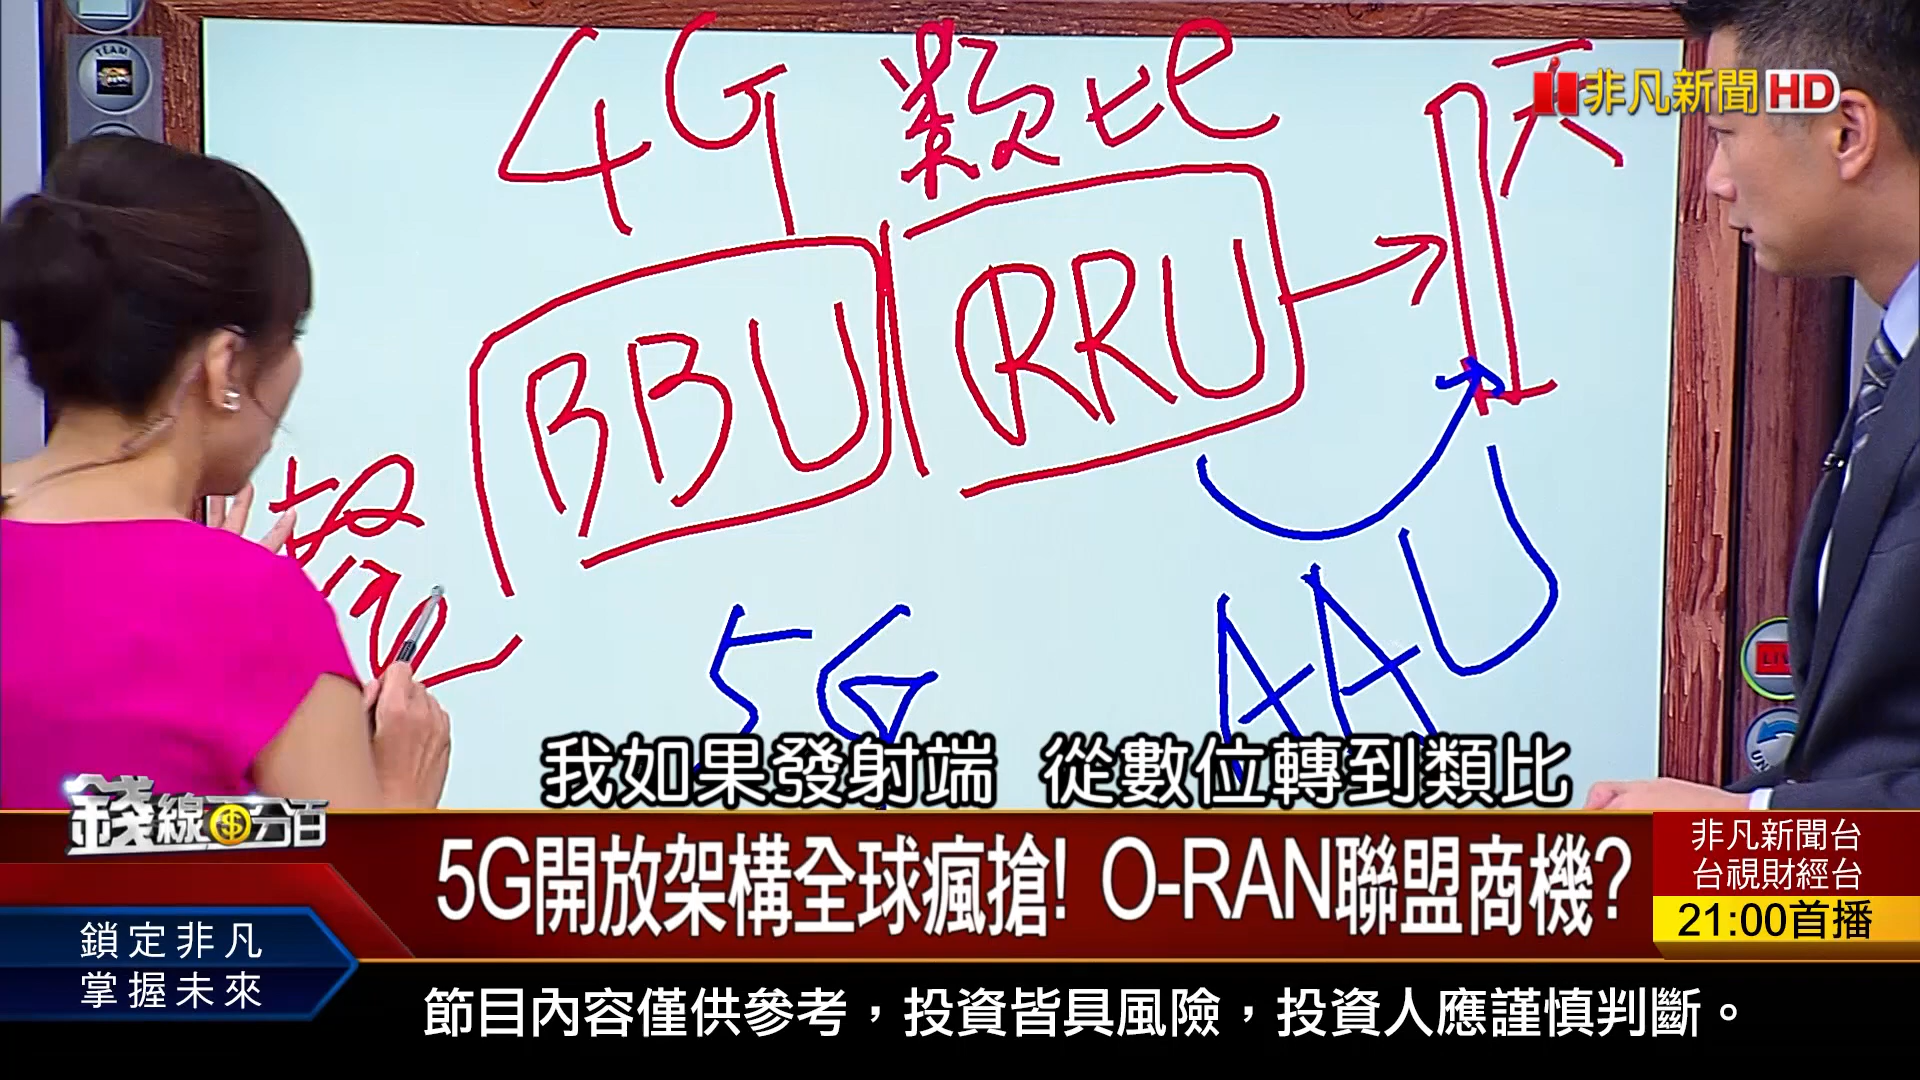 TEAM
4G 類比
天
非凡新聞HD
BBU
RRU
5G
AAU
我如果發射端 從數位轉到類比
錢線百分百
5G開放架構全球瘋搶! O-RAN聯盟商機?
非凡新聞台
台視財經台
21:00首播
鎖定非凡
掌握未來
節目內容僅供參考，投資皆具風險，投資人應謹慎判斷。